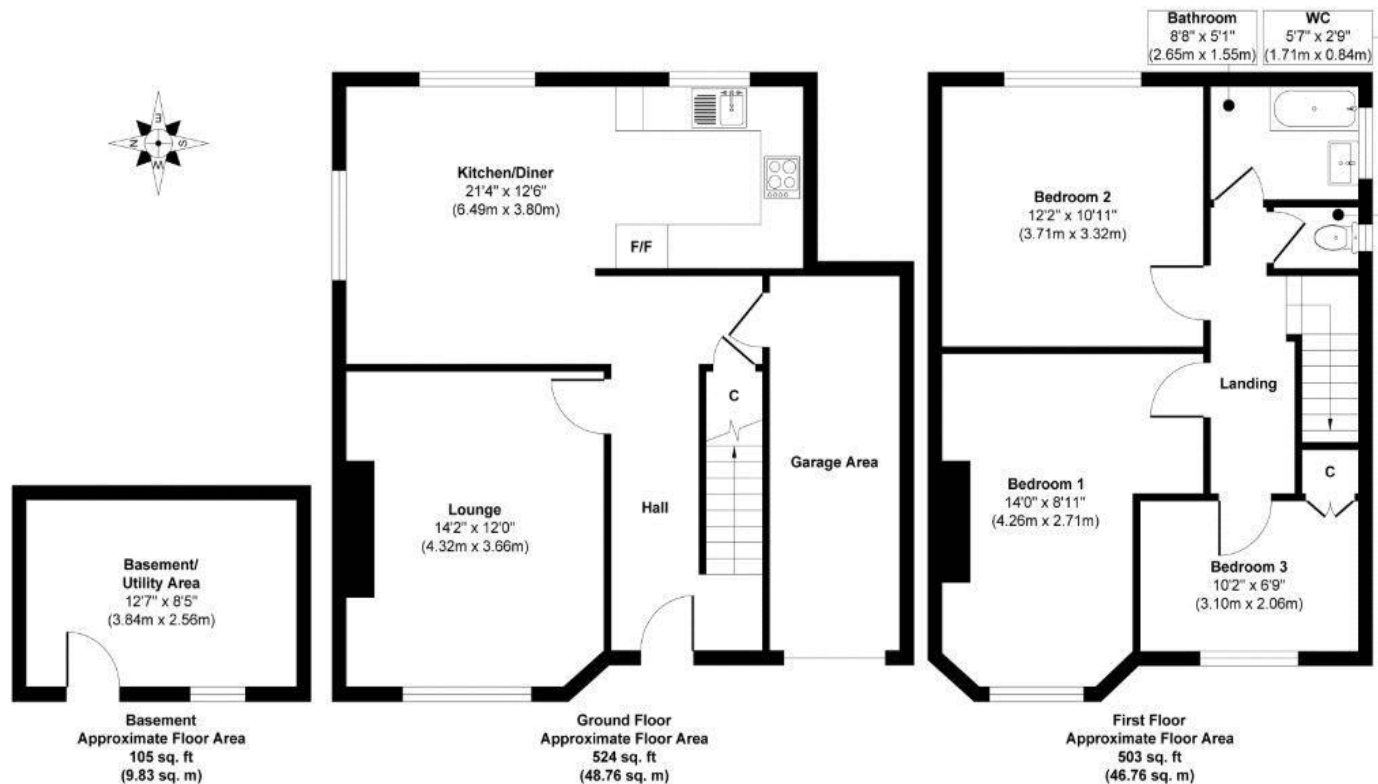 Bathroom
8'8" x 5'1"
(2.65m x 1.55m)
WC
5'7" x 2'9"
(1.71m x 0.84m)
E
N
S
W
Kitchen/Diner
21'4" x 12'6"
(6.49m x 3.80m)
F/F
Bedroom 2
12'2" x 10'11"
(3.71m x 3.32m)
Landing
C
Garage Area
Lounge
14'2" x 12'0"
(4.32m x 3.66m)
Hall
Bedroom 1
14'0" x 8'11"
(4.26m x 2.71m)
C
Bedroom 3
10'2" x 6'9"
(3.10m x 2.06m)
Basement/
Utility Area
12'7" x 8'5"
(3.84m x 2.56m)
Basement
Approximate Floor Area
105 sq. ft
(9.83 sq. m)
Ground Floor
Approximate Floor Area
524 sq. ft
(48.76 sq. m)
First Floor
Approximate Floor Area
503 sq. ft
(46.76 sq. m)